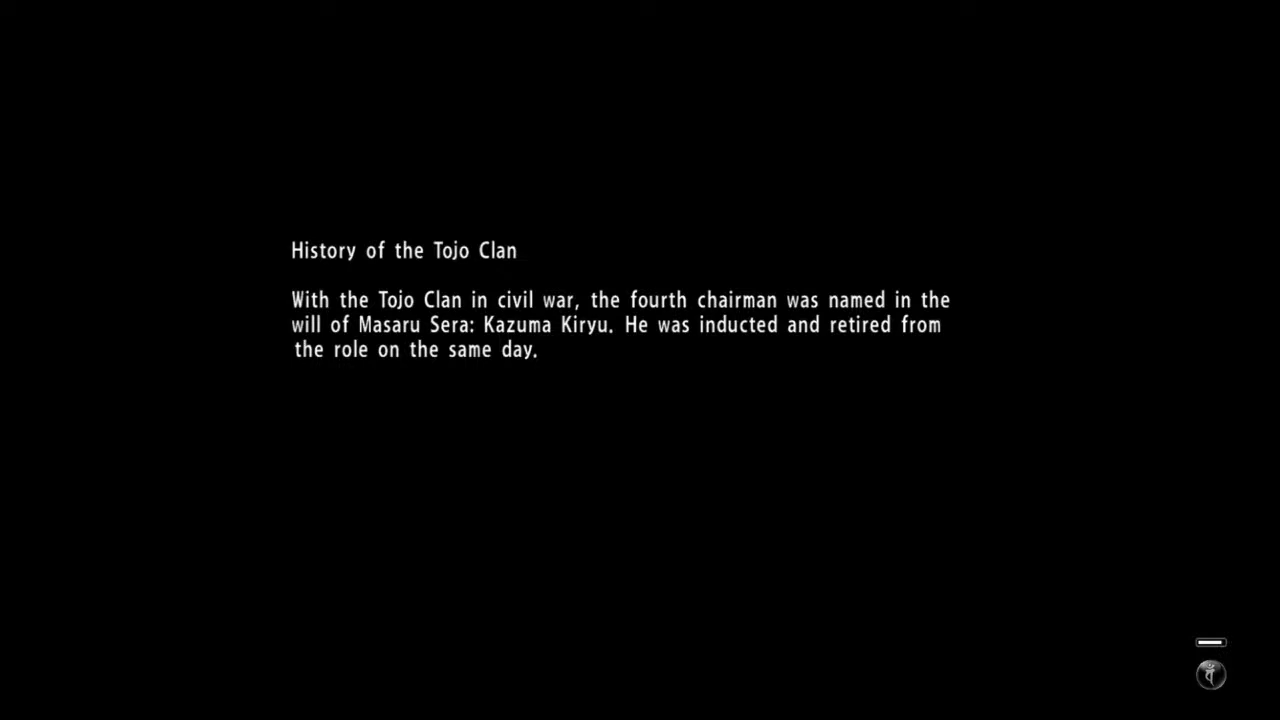 History of the Tojo Clan
With the Tojo Clan in civil war, the fourth chairman was named in the
will of Masaru Sera: Kazuma Kiryu. He was inducted and retired from
the role on the same day.